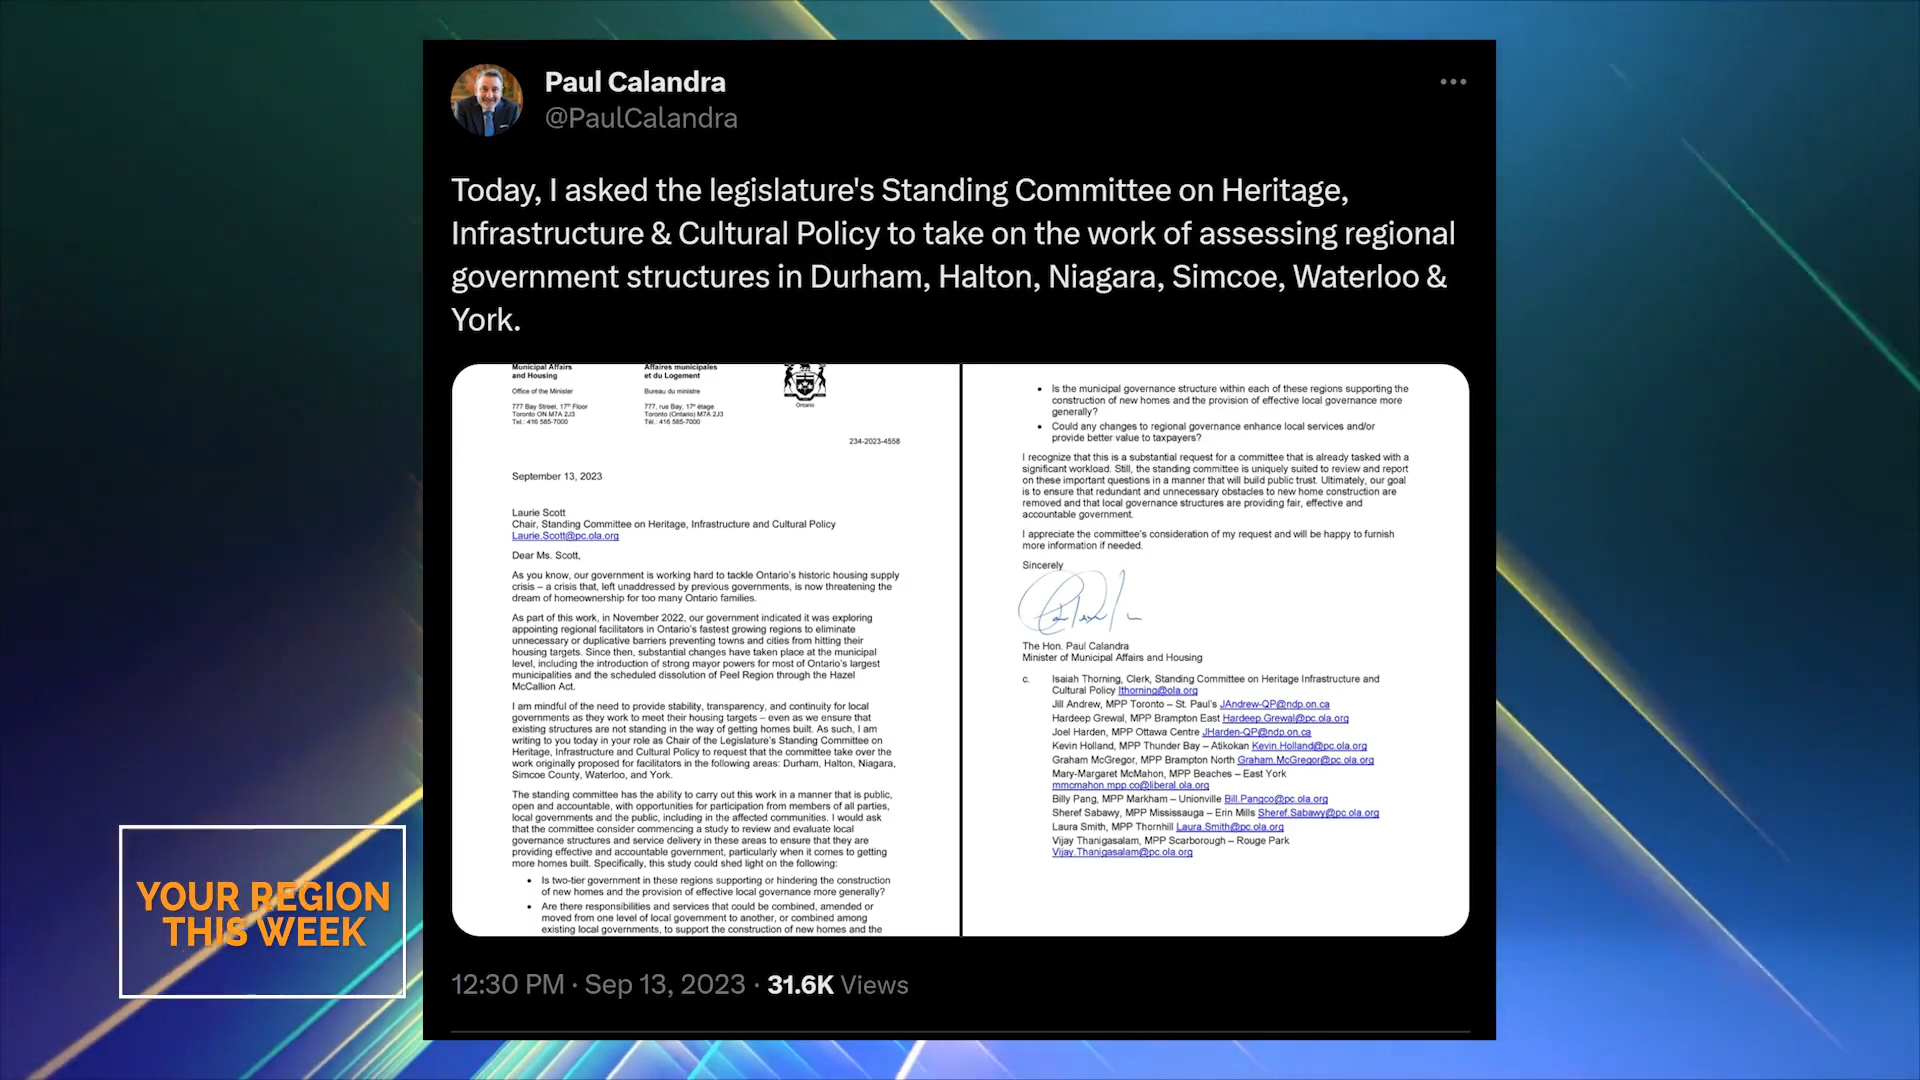 Paul Calandra
@PaulCalandra
Today, I asked the legislature's Standing Committee on Heritage,
Infrastructure & Cultural Policy to take on the work of assessing regional
government structures in Durham, Halton, Niagara, Simcoe, Waterloo &
York.
Municipal Affairs
and Housing
Office of the Minister
777 Bay Street, 17th Floor
Toronto ON M7A 2J3
Tel.: 416 585-7000
Affaires municipales
et du Logement
Bureau du ministre
777, rue Bay, 17e étage
Toronto (Ontario) M7A 2J3
Tél.: 416 585-7000
Ontario
234-2023-4558
September 13, 2023
Laurie Scott
Chair, Standing Committee on Heritage, Infrastructure and Cultural Policy
Laurie.Scott@pc.ola.org
Dear Ms. Scott,
As you know, our government is working hard to tackle Ontario's historic housing supply
crisis – a crisis that, left unaddressed by previous governments, is now threatening the
dream of homeownership for too many Ontario families.
As part of this work, in November 2022, our government indicated it was exploring
appointing regional facilitators in Ontario's fastest growing regions to eliminate
unnecessary or duplicative barriers preventing towns and cities from hitting their
housing targets. Since then, substantial changes have taken place at the municipal
level, including the introduction of strong mayor powers for most of Ontario's largest
municipalities and the scheduled dissolution of Peel Region through the Hazel
McCallion Act.
I am mindful of the need to provide stability, transparency, and continuity for local
governments as they work to meet their housing targets – even as we ensure that
existing structures are not standing in the way of getting homes built. As such, I am
writing to you today in your role as Chair of the Legislature's Standing Committee on
Heritage, Infrastructure and Cultural Policy to request that the committee take over the
work originally proposed for facilitators in the following areas: Durham, Halton, Niagara,
Simcoe County, Waterloo, and York.
The standing committee has the ability to carry out this work in a manner that is public,
open and accountable, with opportunities for participation from members of all parties,
local governments and the public, including in the affected communities. I would ask
that the committee consider commencing a study to review and evaluate local
governance structures and service delivery in these areas to ensure that they are
providing effective and accountable government, particularly when it comes to getting
more homes built. Specifically, this study could shed light on the following:
• Is two-tier government in these regions supporting or hindering the construction
of new homes and the provision of effective local governance more generally?
• Are there responsibilities and services that could be combined, amended or
moved from one level of local government to another, or combined among
existing local governments, to support the construction of new homes and the
• Is the municipal governance structure within each of these regions supporting the
construction of new homes and the provision of effective local governance more
generally?
• Could any changes to regional governance enhance local services and/or
provide better value to taxpayers?
I recognize that this is a substantial request for a committee that is already tasked with a
significant workload. Still, the standing committee is uniquely suited to review and report
on these important questions in a manner that will build public trust. Ultimately, our goal
is to ensure that redundant and unnecessary obstacles to new home construction are
removed and that local governance structures are providing fair, effective and
accountable government.
I appreciate the committee's consideration of my request and will be happy to furnish
more information if needed.
Sincerely
The Hon. Paul Calandra
Minister of Municipal Affairs and Housing
c. Isaiah Thorning, Clerk, Standing Committee on Heritage Infrastructure and
Cultural Policy Ithorning@ola.org
Jill Andrew, MPP Toronto – St. Paul's JAndrew-QP@ndp.on.ca
Hardeep Grewal, MPP Brampton East Hardeep.Grewal@pc.ola.org
Joel Harden, MPP Ottawa Centre JHarden-QP@ndp.on.ca
Kevin Holland, MPP Thunder Bay – Atikokan Kevin.Holland@pc.ola.org
Graham McGregor, MPP Brampton North Graham.McGregor@pc.ola.org
Mary-Margaret McMahon, MPP Beaches – East York
mmcmahon.mpp.co@liberal.ola.org
Billy Pang, MPP Markham – Unionville Bill.Pangco@pc.ola.org
Sheref Sabawy, MPP Mississauga – Erin Mills Sheref.Sabawy@pc.ola.org
Laura Smith, MPP Thornhill Laura.Smith@pc.ola.org
Vijay Thanigasalam, MPP Scarborough – Rouge Park
Vijay.Thanigasalam@pc.ola.org
12:30 PM · Sep 13, 2023 · 31.6K Views
YOUR REGION
THIS WEEK